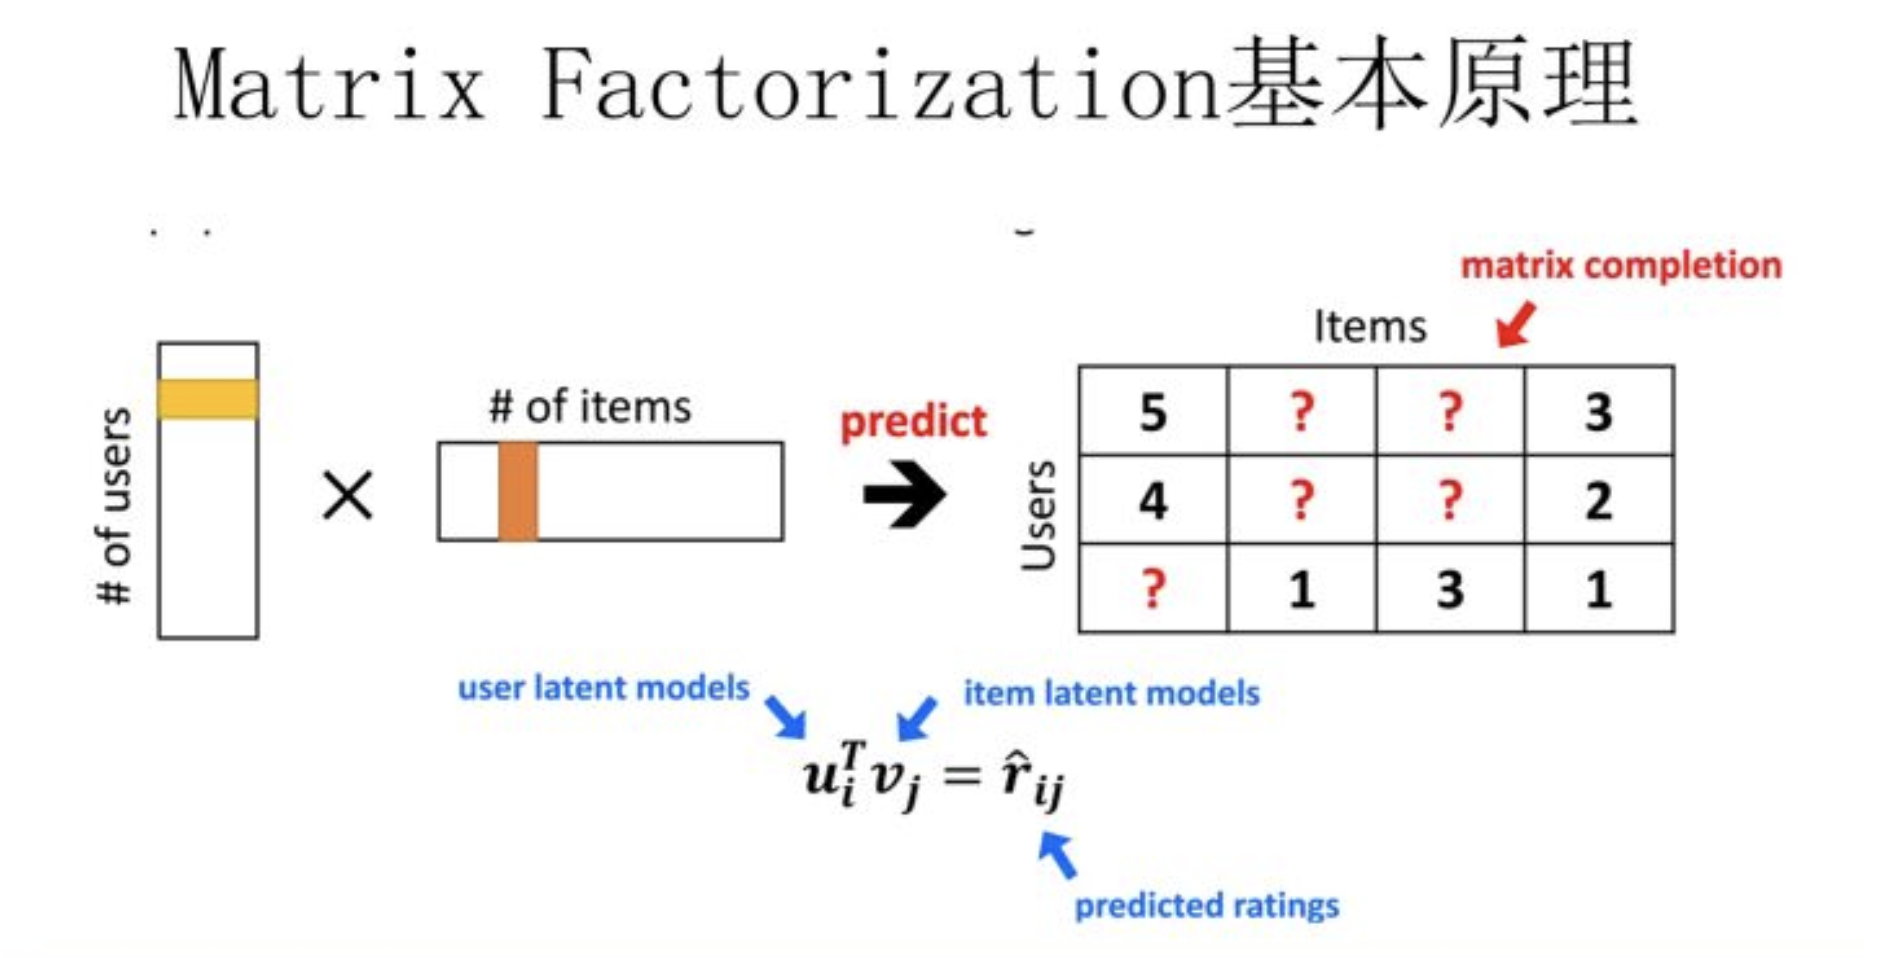 Matrix Factorization基本原理
matrix completion
Items
# of users
×
# of items
predict
Users
5 ? ? 3
4 ? ? 2
? 1 3 1
user latent models
item latent models
u_i^T v_j = r̂_ij
predicted ratings